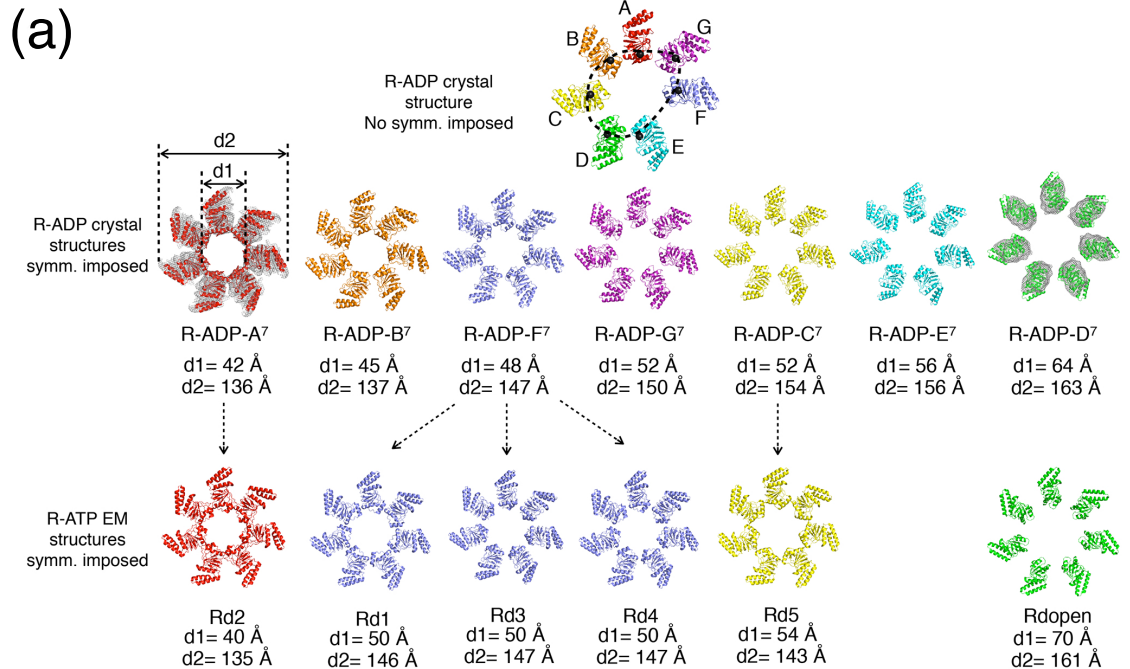 (a)
R-ADP crystal
structure
No symm. imposed
A
B
G
C
F
D
E
d2
d1
R-ADP crystal
structures
symm. imposed
R-ADP-A⁷
d1= 42 Å
d2= 136 Å
R-ADP-B⁷
d1= 45 Å
d2= 137 Å
R-ADP-F⁷
d1= 48 Å
d2= 147 Å
R-ADP-G⁷
d1= 52 Å
d2= 150 Å
R-ADP-C⁷
d1= 52 Å
d2= 154 Å
R-ADP-E⁷
d1= 56 Å
d2= 156 Å
R-ADP-D⁷
d1= 64 Å
d2= 163 Å
R-ATP EM
structures
symm. imposed
Rd2
d1= 40 Å
d2= 135 Å
Rd1
d1= 50 Å
d2= 146 Å
Rd3
d1= 50 Å
d2= 147 Å
Rd4
d1= 50 Å
d2= 147 Å
Rd5
d1= 54 Å
d2= 143 Å
Rdopen
d1= 70 Å
d2= 161 Å